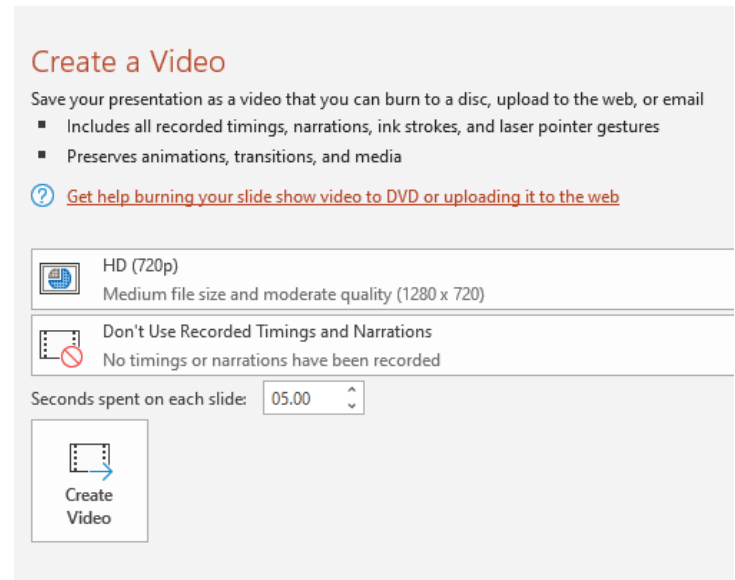 Create a Video
Save your presentation as a video that you can burn to a disc, upload to the web, or email
▪ Includes all recorded timings, narrations, ink strokes, and laser pointer gestures
▪ Preserves animations, transitions, and media
? Get help burning your slide show video to DVD or uploading it to the web
HD (720p)
Medium file size and moderate quality (1280 x 720)
Don't Use Recorded Timings and Narrations
No timings or narrations have been recorded
Seconds spent on each slide: 05.00
Create
Video